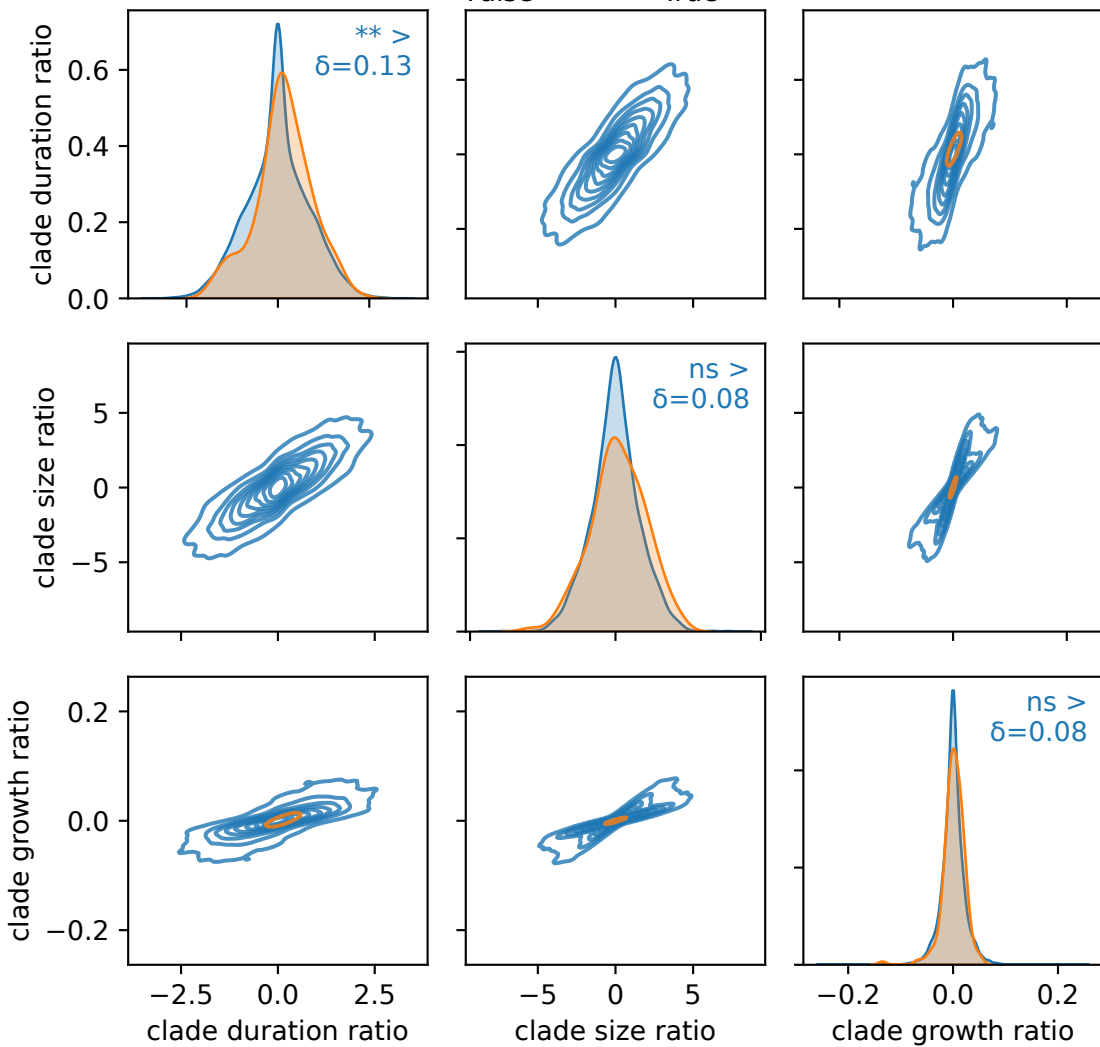 True
clade duration ratio
0.6
0.4
0.2
0.0
** >
δ=0.13
clade size ratio
5
0
−5
ns >
δ=0.08
clade growth ratio
0.2
0.0
−0.2
ns >
δ=0.08
−2.5
0.0
2.5
−5
0
5
−0.2
0.0
0.2
clade duration ratio
clade size ratio
clade growth ratio